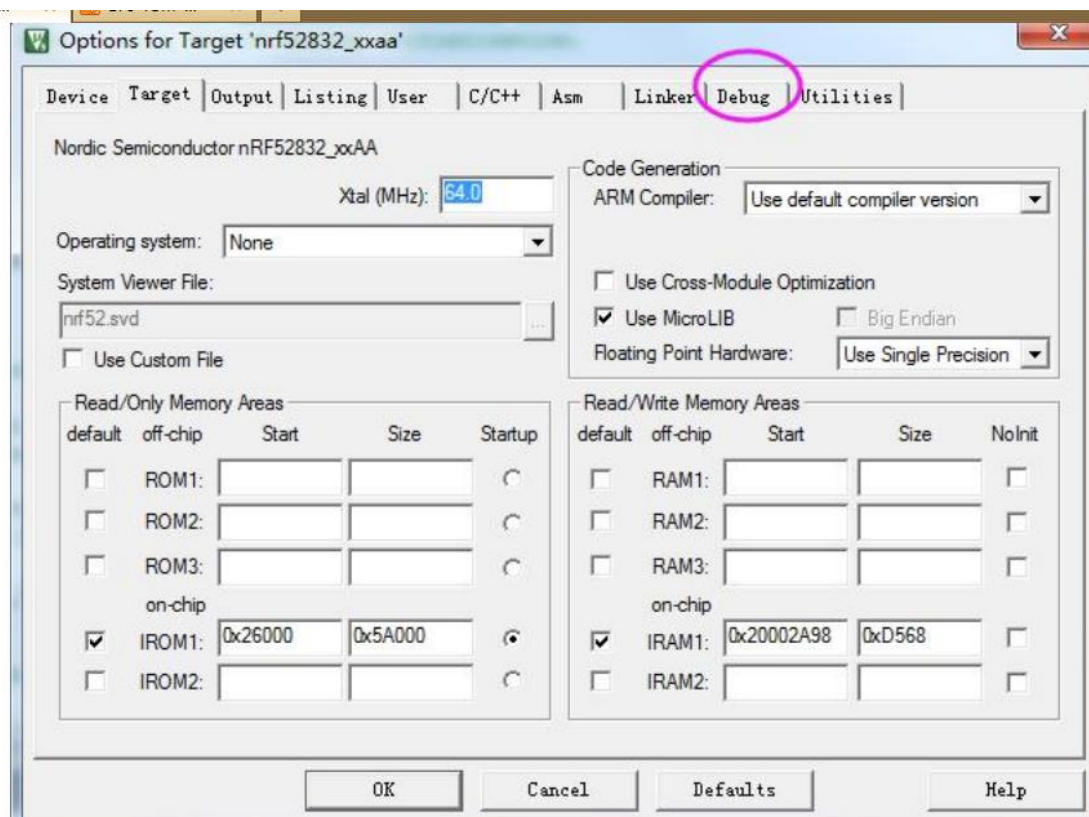 Options for Target 'nrf52832_xxaa'
Device Target Output Listing User C/C++ Asm Linker Debug Utilities
Nordic Semiconductor nRF52832_xxAA
Xtal (MHz): 64.0
Operating system: None
System Viewer File:
nrf52.svd ...
Use Custom File
Code Generation
ARM Compiler: Use default compiler version
Use Cross-Module Optimization
Use MicroLIB Big Endian
Floating Point Hardware: Use Single Precision
Read/Only Memory Areas
default off-chip Start Size Startup
ROM1:
ROM2:
ROM3:
on-chip
IROM1: 0x26000 0x5A000
IROM2:
Read/Write Memory Areas
default off-chip Start Size NoInit
RAM1:
RAM2:
RAM3:
on-chip
IRAM1: 0x20002A98 0xD568
IRAM2:
OK Cancel Defaults Help